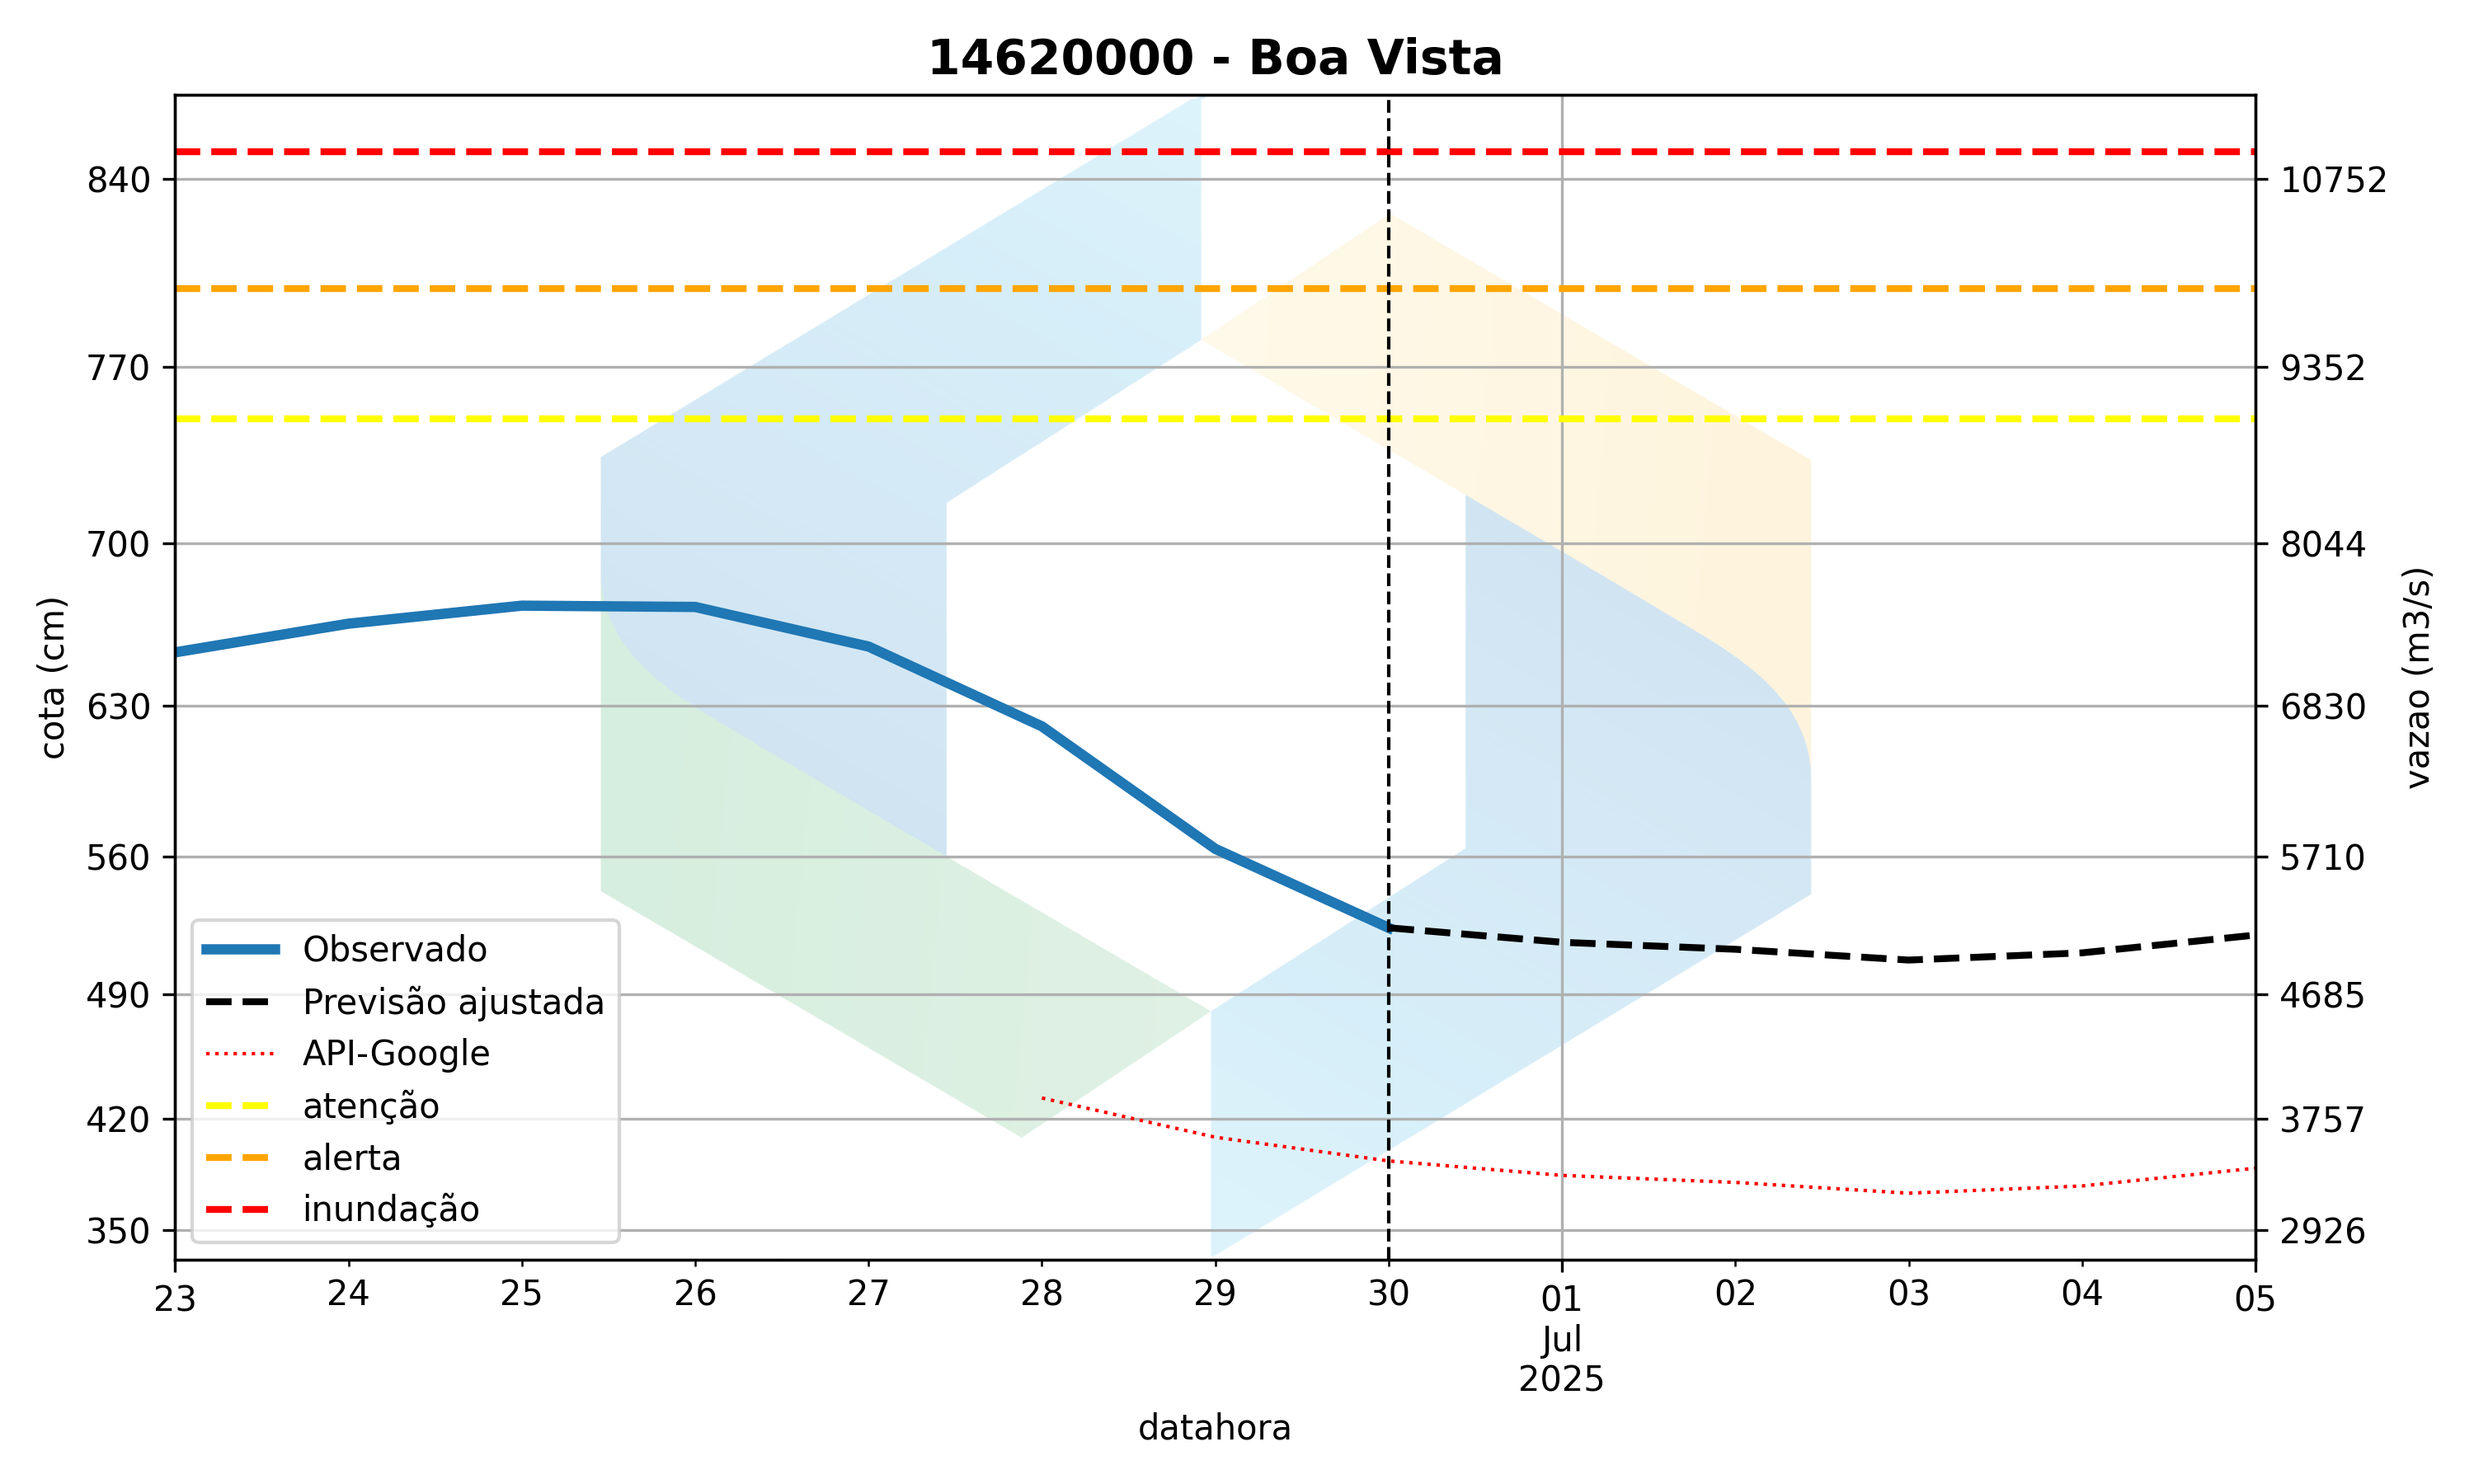 14620000 - Boa Vista
840
770
700
630
560
490
420
350
cota (cm)
10752
9352
8044
6830
5710
4685
3757
2926
vazao (m3/s)
Observado
Previsão ajustada
API-Google
atenção
alerta
inundação
23 24 25 26 27 28 29 30 01 02 03 04 05
Jul
2025
datahora